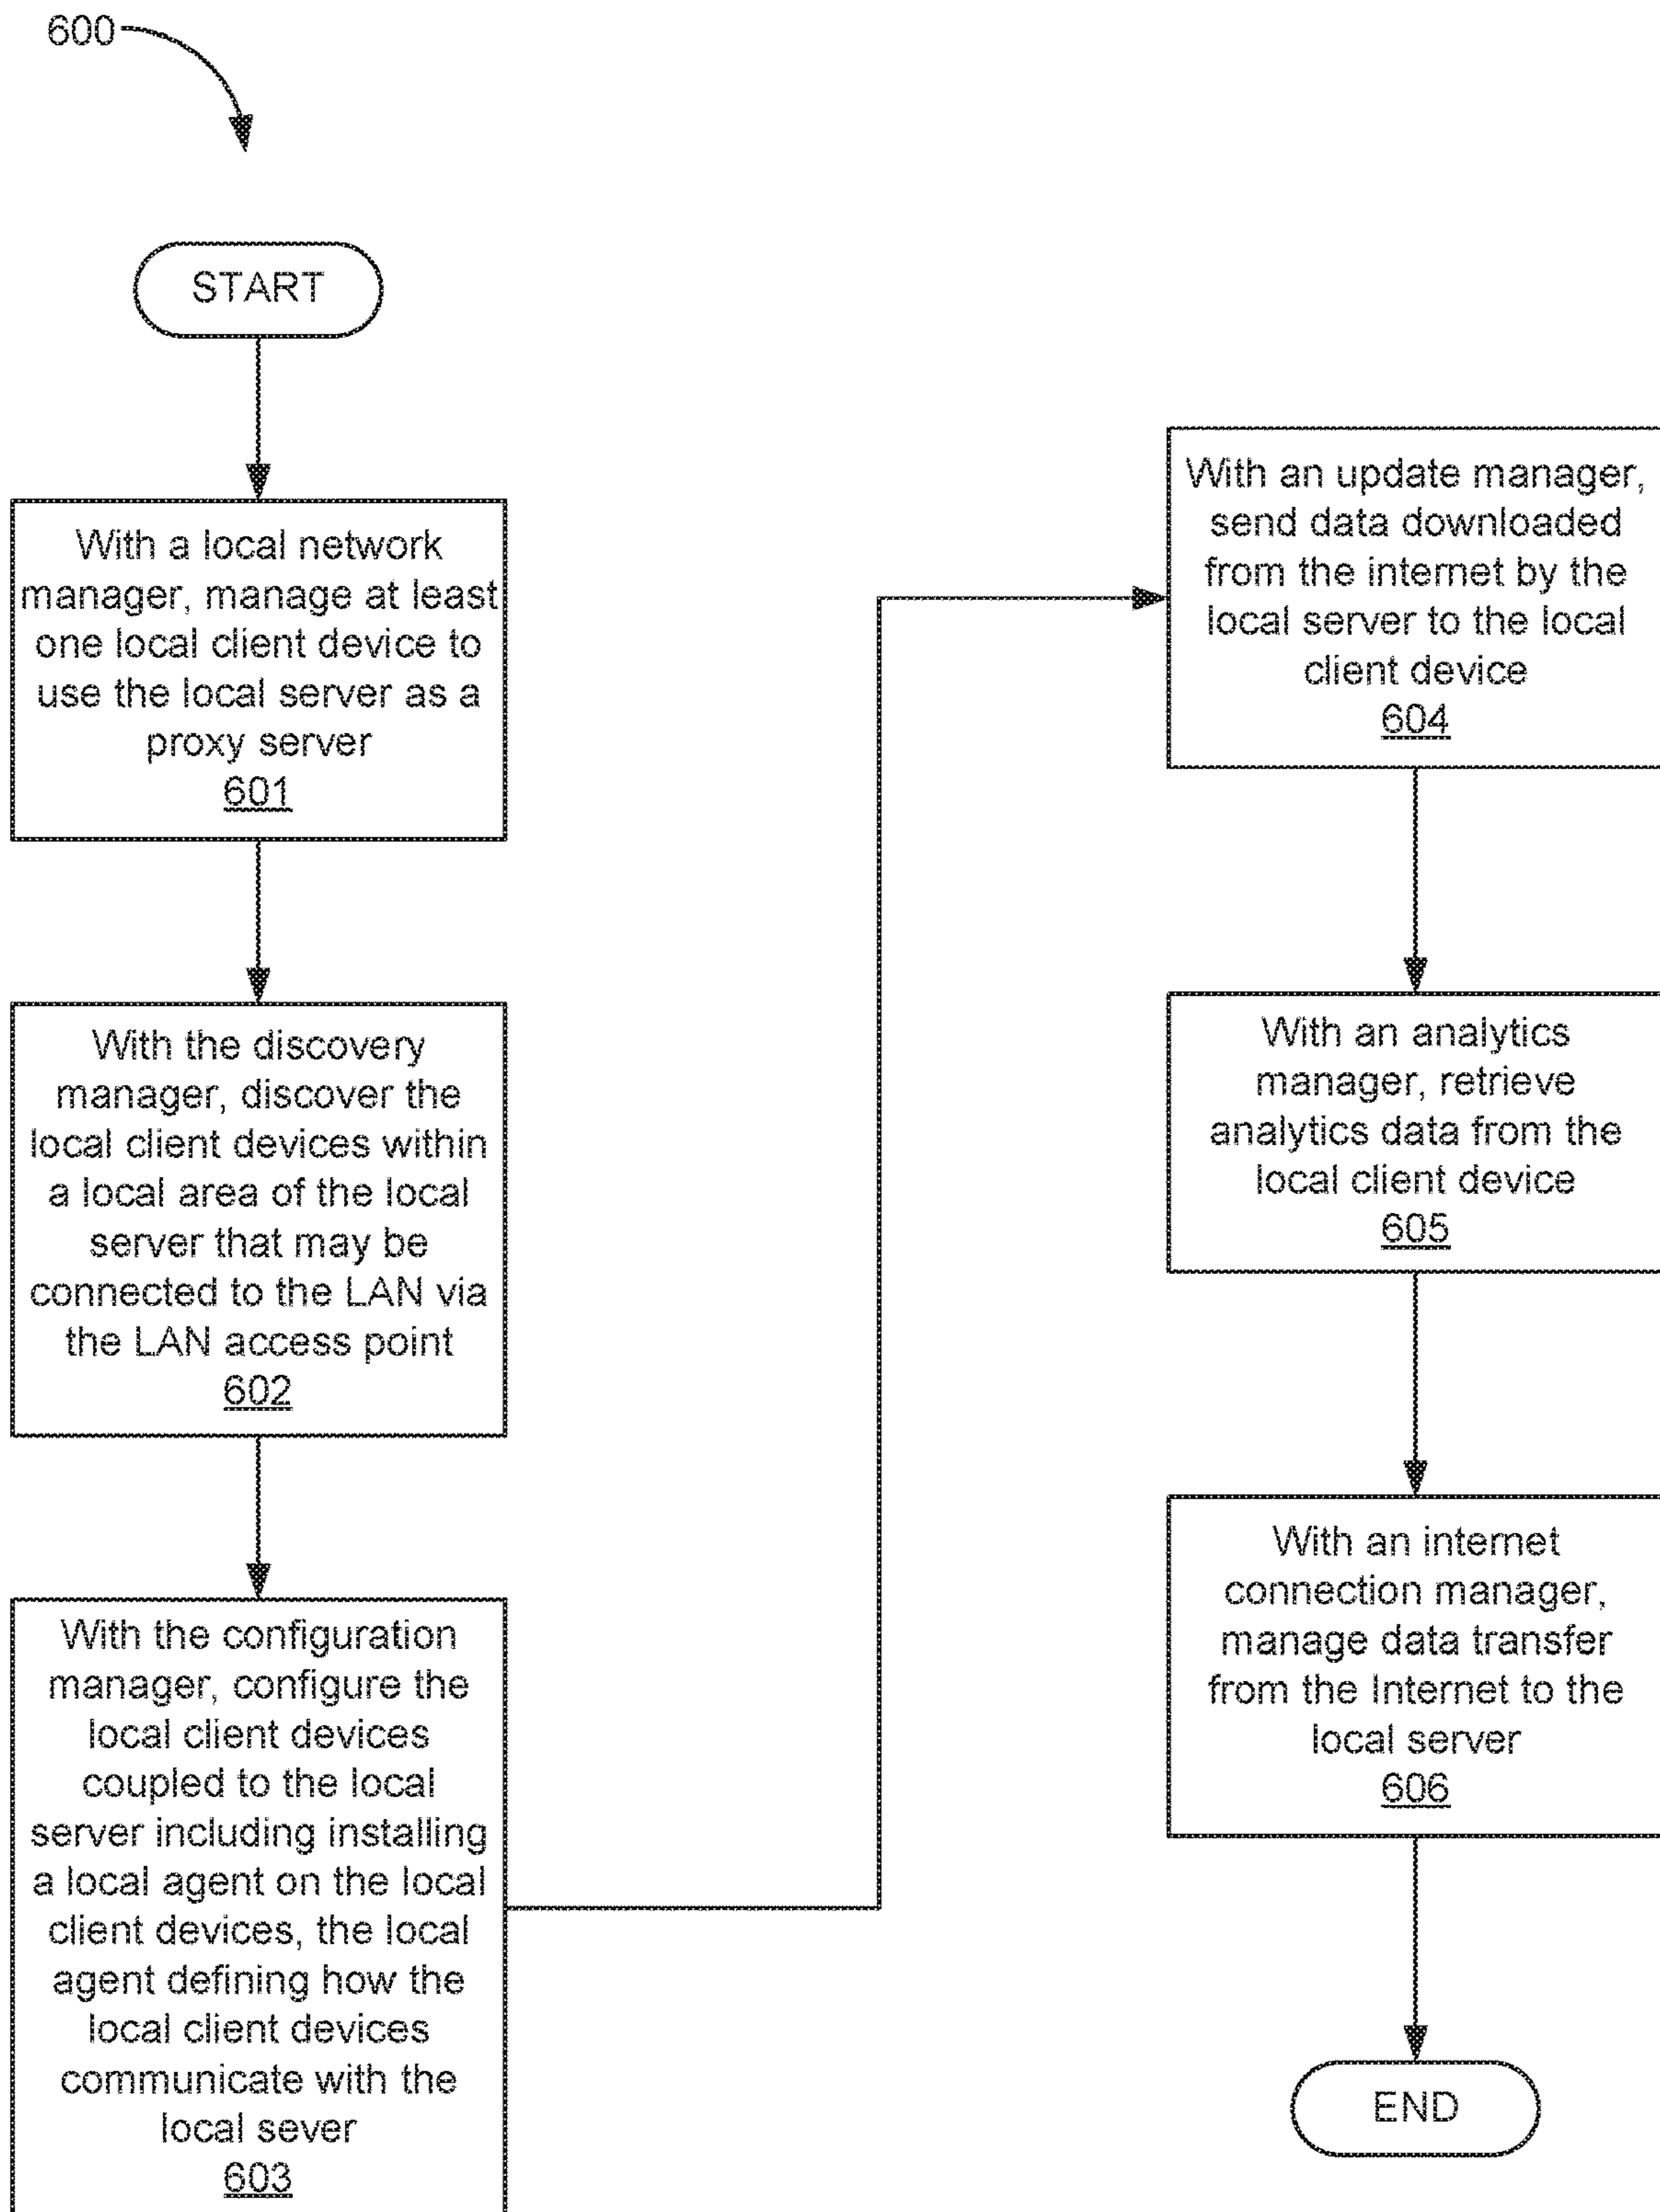 600
START
With a local network
manager, manage at least
one local client device to
use the local server as a
proxy server
601
With the discovery
manager, discover the
local client devices within
a local area of the local
server that may be
connected to the LAN via
the LAN access point
602
With the configuration
manager, configure the
local client devices
coupled to the local
server including installing
a local agent on the local
client devices, the local
agent defining how the
local client devices
communicate with the
local sever
603
With an update manager,
send data downloaded
from the internet by the
local server to the local
client device
604
With an analytics
manager, retrieve
analytics data from the
local client device
605
With an internet
connection manager,
manage data transfer
from the Internet to the
local server
606
END